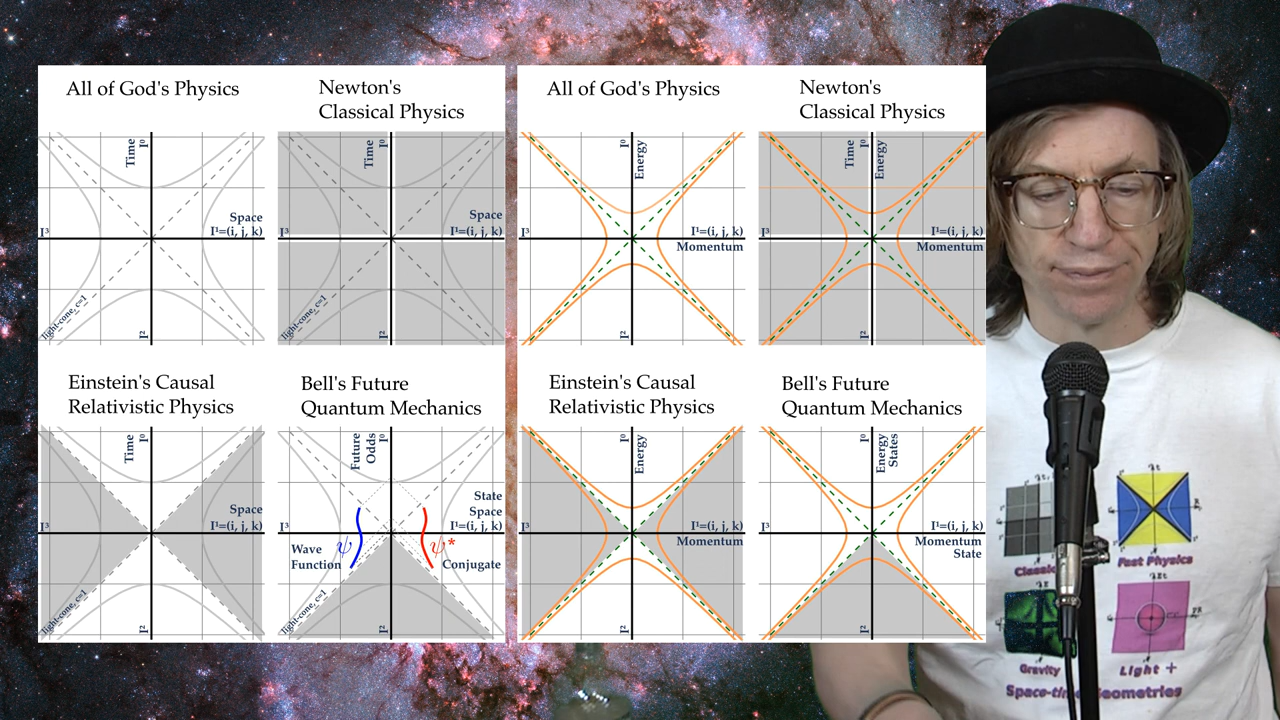 All of God's Physics
Time
I⁰
Space
I¹=(i, j, k)
I³
light-cone, c=1
I²
Newton's
Classical Physics
Time
I⁰
Space
I¹=(i, j, k)
I³
light-cone, c=1
I²
Einstein's Causal
Relativistic Physics
Time
I⁰
Space
I¹=(i, j, k)
I³
light-cone, c=1
I²
Bell's Future
Quantum Mechanics
Future
Odds
I⁰
State
Space
I¹=(i, j, k)
I³
Wave
Function
ψ
ψ*
Conjugate
light-cone, c=1
I²
All of God's Physics
I⁰
Energy
I¹=(i, j, k)
I³
Momentum
I²
Newton's
Classical Physics
Time
I⁰
Energy
I¹=(i, j, k)
I³
Momentum
I²
Einstein's Causal
Relativistic Physics
I⁰
Energy
I¹=(i, j, k)
I³
Momentum
I²
Bell's Future
Quantum Mechanics
I⁰
Energy
States
I¹=(i, j, k)
I³
Momentum
State
I²
Fast Physics
Gravity
Light +
Geometries